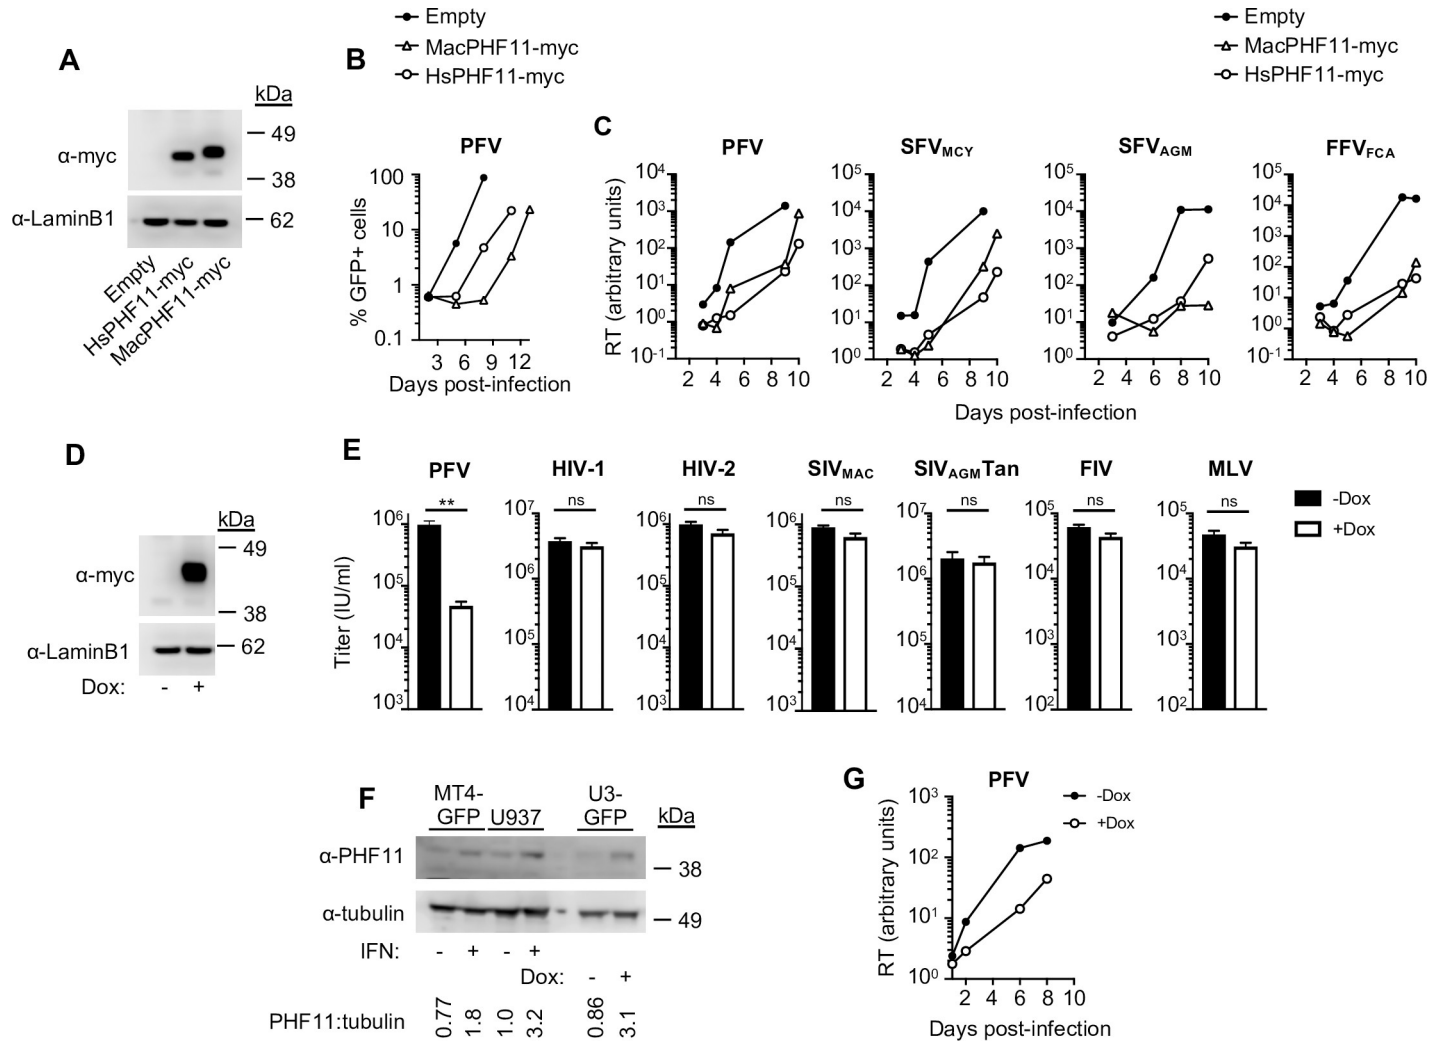 A
kDa
49
α-myc
38
α-LaminB1
62
Empty
HsPHF11-myc
MacPHF11-myc
B
Empty
MacPHF11-myc
HsPHF11-myc
PFV
% GFP+ cells
100
10
1
0.1
3 6 9 12
Days post-infection
Empty
MacPHF11-myc
HsPHF11-myc
C
PFV
RT (arbitrary units)
10⁴
10³
10²
10¹
10⁰
10⁻¹
2 4 6 8 10
SFVMCY
10⁵
10⁴
10³
10²
10¹
10⁰
2 4 6 8 10
SFVAGM
10⁵
10⁴
10³
10²
10¹
10⁰
2 4 6 8 10
FFVFCA
10⁵
10⁴
10³
10²
10¹
10⁰
10⁻¹
2 4 6 8 10
Days post-infection
D
kDa
49
α-myc
38
α-LaminB1
62
Dox: - +
E
Titer (IU/ml)
PFV
**
10⁶
10⁵
10⁴
10³
HIV-1
ns
10⁷
10⁶
10⁵
10⁴
HIV-2
ns
10⁶
10⁵
10⁴
10³
SIVMAC
ns
10⁶
10⁵
10⁴
10³
SIVAGMTan
ns
10⁷
10⁶
10⁵
10⁴
FIV
ns
10⁵
10⁴
10³
10²
MLV
ns
10⁵
10⁴
10³
10²
-Dox
+Dox
F
MT4-
GFP
U937
U3-
GFP
kDa
α-PHF11
38
α-tubulin
49
IFN: - + - +
Dox: - +
PHF11:tubulin 0.77 1.8 1.0 3.2 0.86 3.1
G
PFV
-Dox
+Dox
RT (arbitrary units)
10³
10²
10¹
10⁰
2 4 6 8 10
Days post-infection